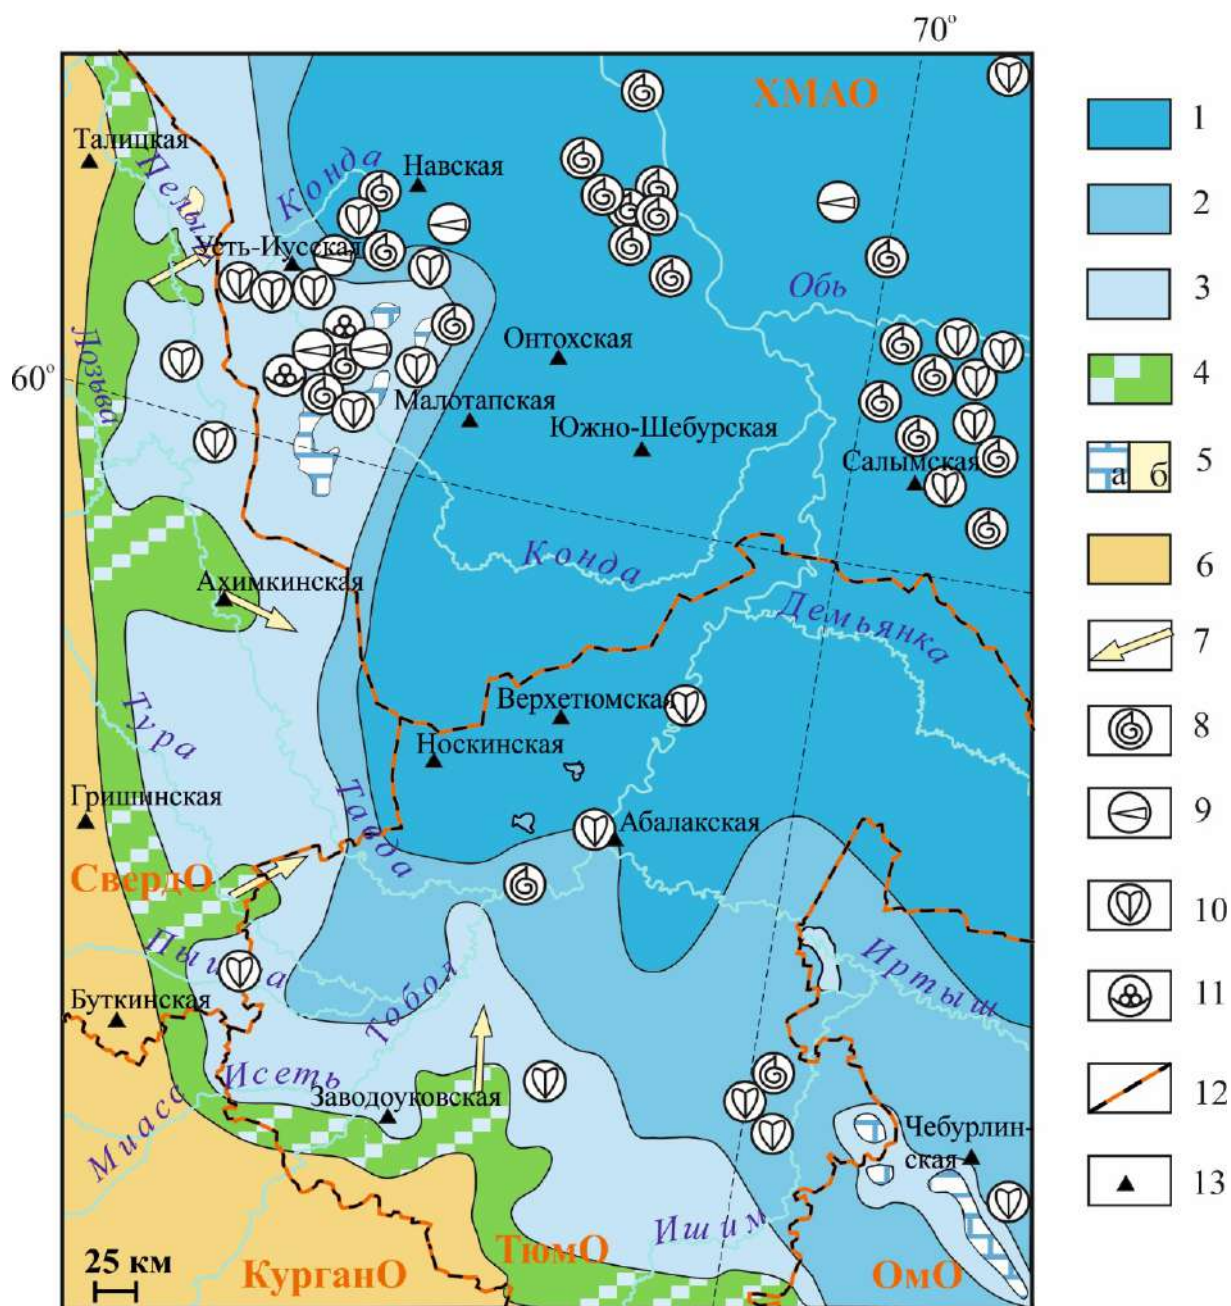 70°
ХМАО
1
Талицкая
Пелым
Конда
Навская
2
Усть-Иусская
3
Обь
Лозьва
Онтохская
4
60°
Малотапская
Южно-Шебурская
Салымская
а
б
5
Конда
6
Ахимкинская
Демьянка
7
Тура
Верхетюмская
Носкинская
8
Гришинская
Тавда
Абалакская
9
СвердО
10
Пышма
Тобол
Иртыш
Буткинская
11
Миасс
Исеть
Заводоуковская
12
Чебурлин-
ская
13
Ишим
25 км
КурганО
ТюмО
ОмО